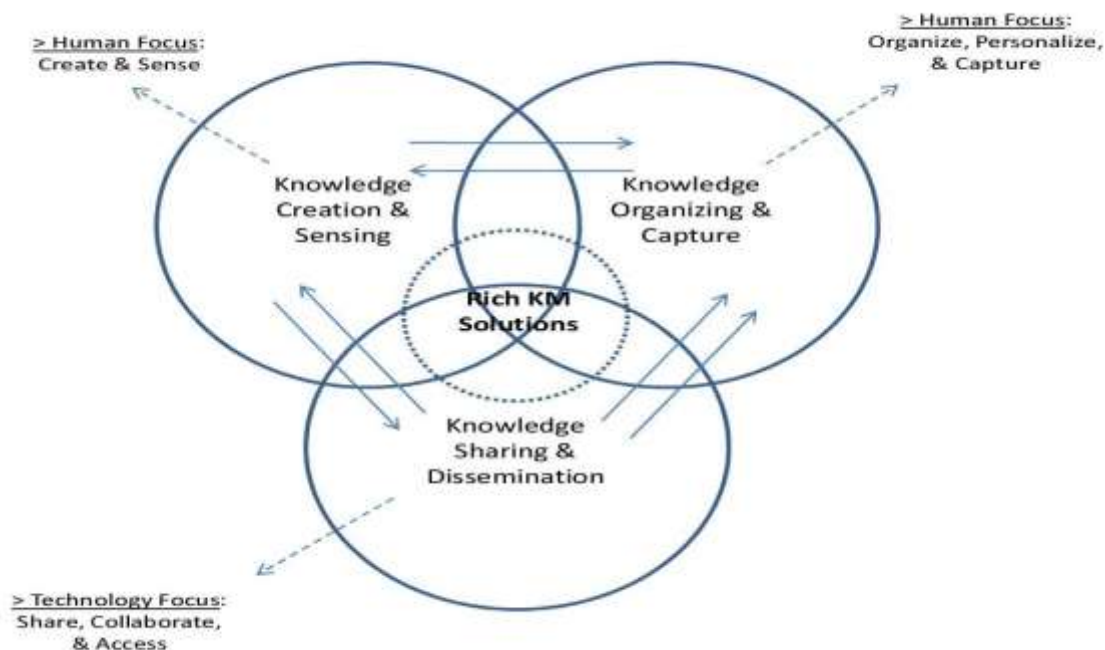 > Human Focus:
Create & Sense
> Human Focus:
Organize, Personalize,
& Capture
Knowledge
Creation &
Sensing
Knowledge
Organizing &
Capture
Rich KM
Solutions
Knowledge
Sharing &
Dissemination
> Technology Focus:
Share, Collaborate,
& Access